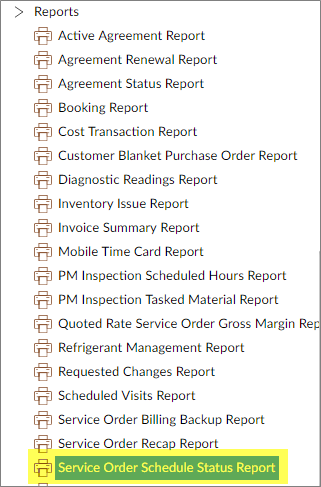 Reports
Active Agreement Report
Agreement Renewal Report
Agreement Status Report
Booking Report
Cost Transaction Report
Customer Blanket Purchase Order Report
Diagnostic Readings Report
Inventory Issue Report
Invoice Summary Report
Mobile Time Card Report
PM Inspection Scheduled Hours Report
PM Inspection Tasked Material Report
Quoted Rate Service Order Gross Margin Rep
Refrigerant Management Report
Requested Changes Report
Scheduled Visits Report
Service Order Billing Backup Report
Service Order Recap Report
Service Order Schedule Status Report